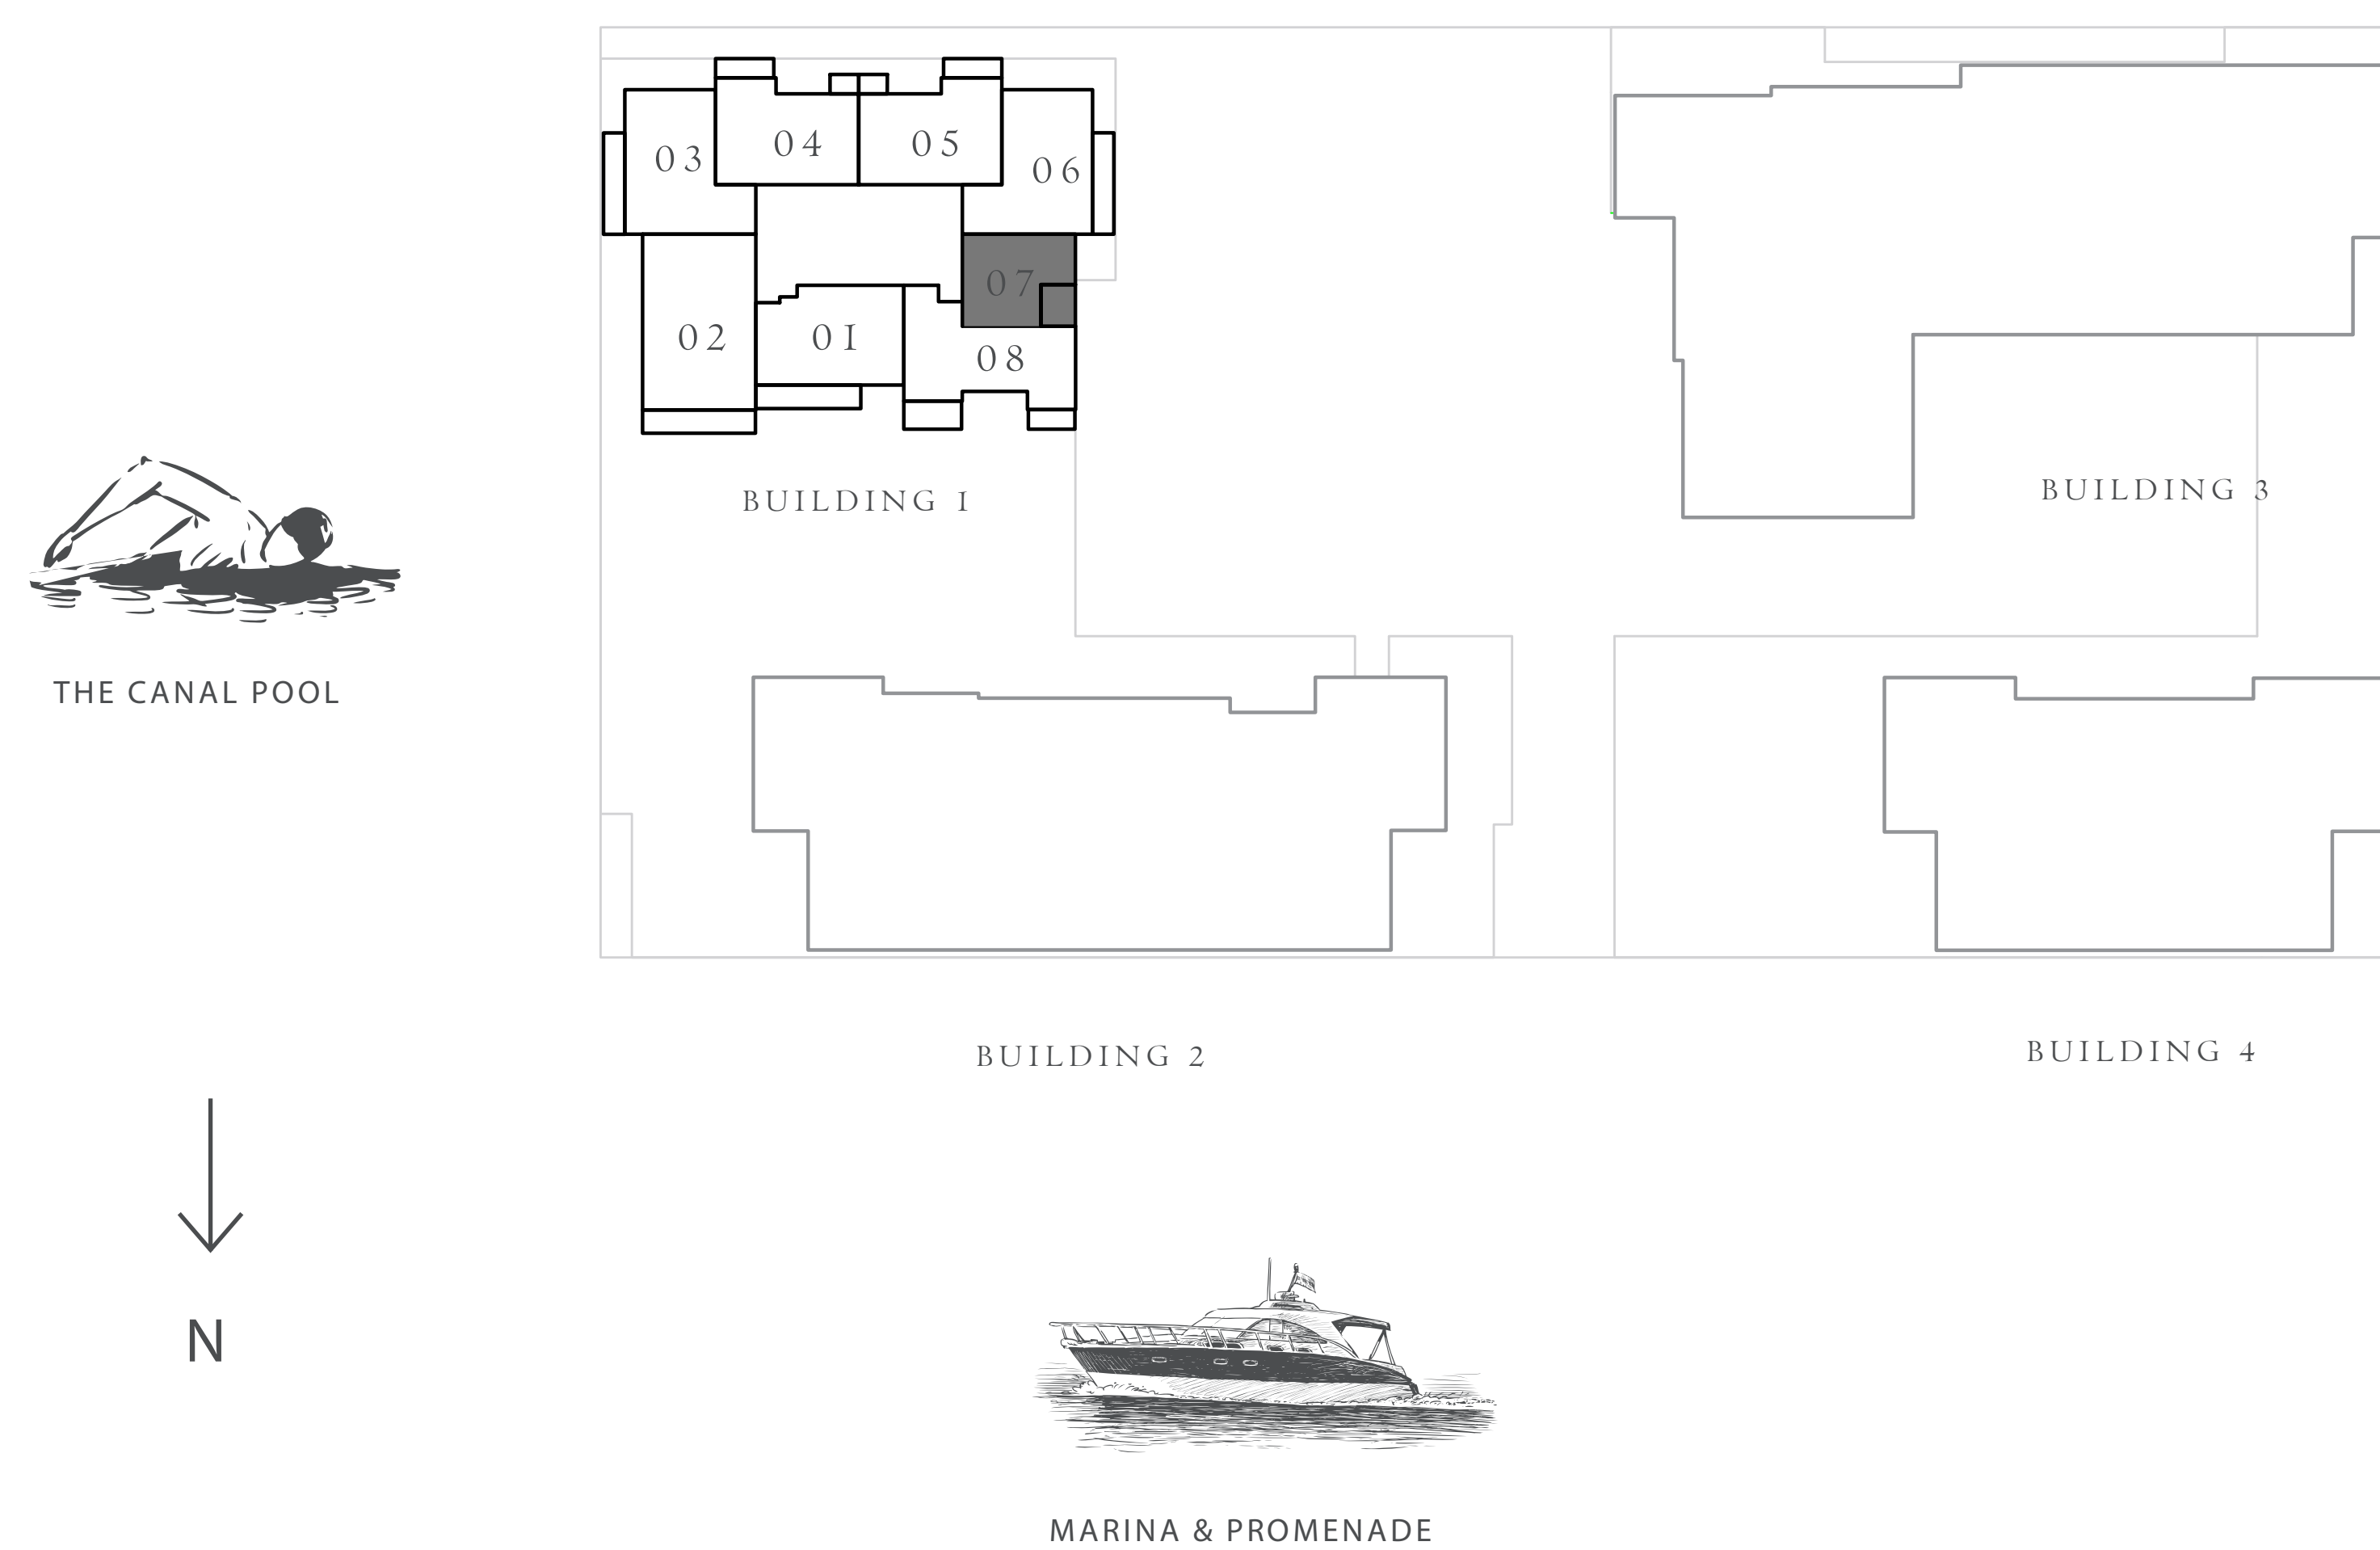 04
05
03
06
07
02
01
08
BUILDING 1
BUILDING 3
THE CANAL POOL
BUILDING 2
BUILDING 4
N
MARINA & PROMENADE